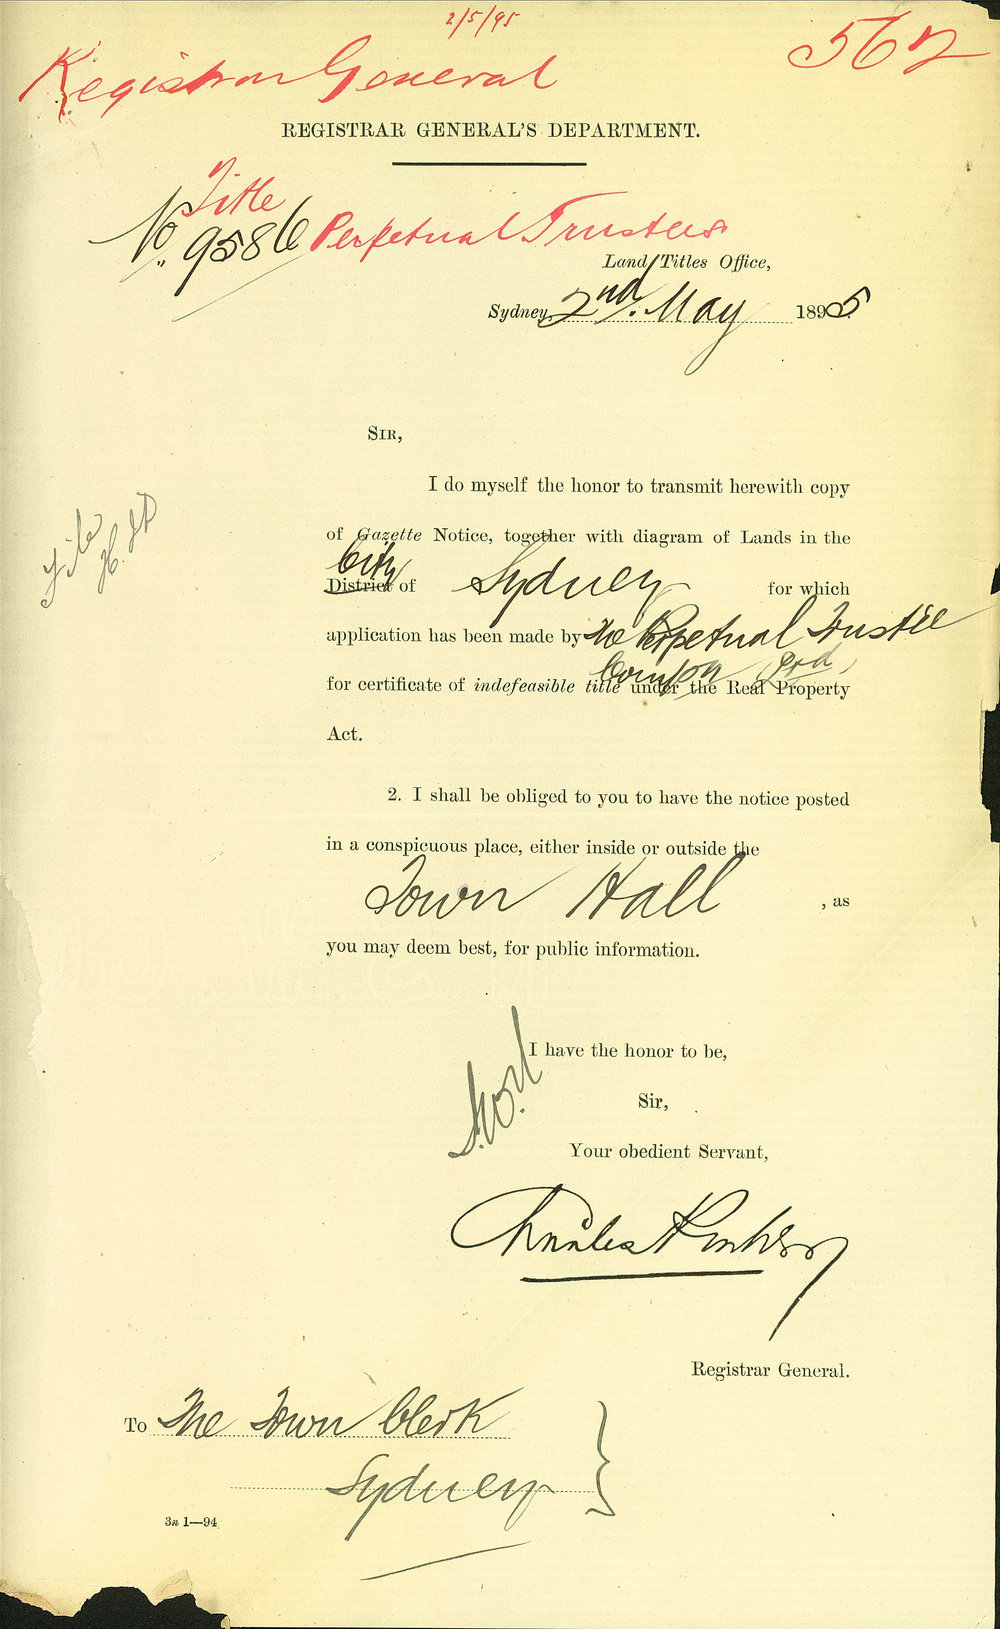 2/5/95
562
Registrar General
REGISTRAR GENERAL'S DEPARTMENT.
Title
No. 9586 Perpetual Trustees
Land Titles Office,
Sydney, 2nd. May 1895
SIR,
I do myself the honor to transmit herewith copy
of Gazette Notice, together with diagram of Lands in the
City
District of Sydney for which
application has been made by The Perpetual Trustee
Compy
for certificate of indefeasible title under the Real Property
Act.
File
2. I shall be obliged to you to have the notice posted
in a conspicuous place, either inside or outside the
Town Hall , as
you may deem best, for public information.
I have the honor to be,
Sir,
Your obedient Servant,
Registrar General.
To The Town Clerk
Sydney
3n 1—94